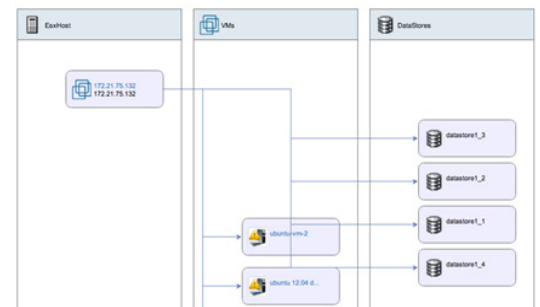 EsxHost
VMs
DataStores
172.21.75.132
172.21.75.132
datastore1_3
datastore1_2
datastore1_1
datastore1_4
ubuntu-vm-2
ubuntu 12.04 d...